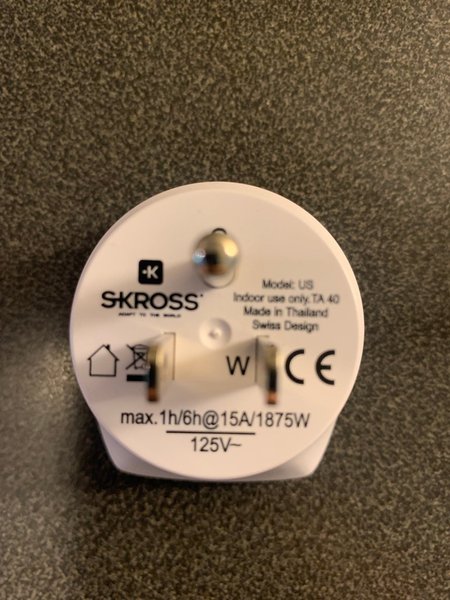 K
SKROSS
ADAPT TO THE WORLD
Model: US
Indoor use only.TA 40
Made in Thailand
Swiss Design
W
CE
max.1h/6h@15A/1875W
125V~